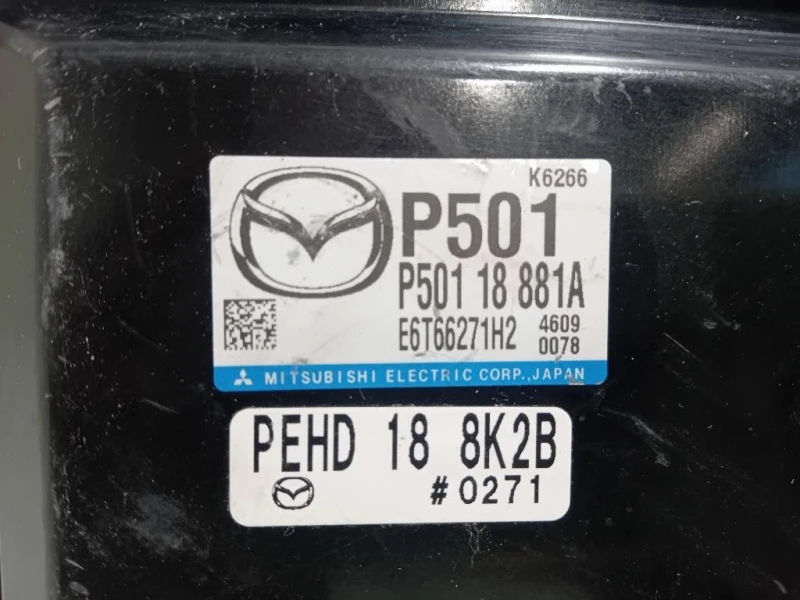 K6266
P501
P501 18 881A
E6T66271H2 4609
0078
MITSUBISHI ELECTRIC CORP., JAPAN
PEHD 18 8K2B
#0271